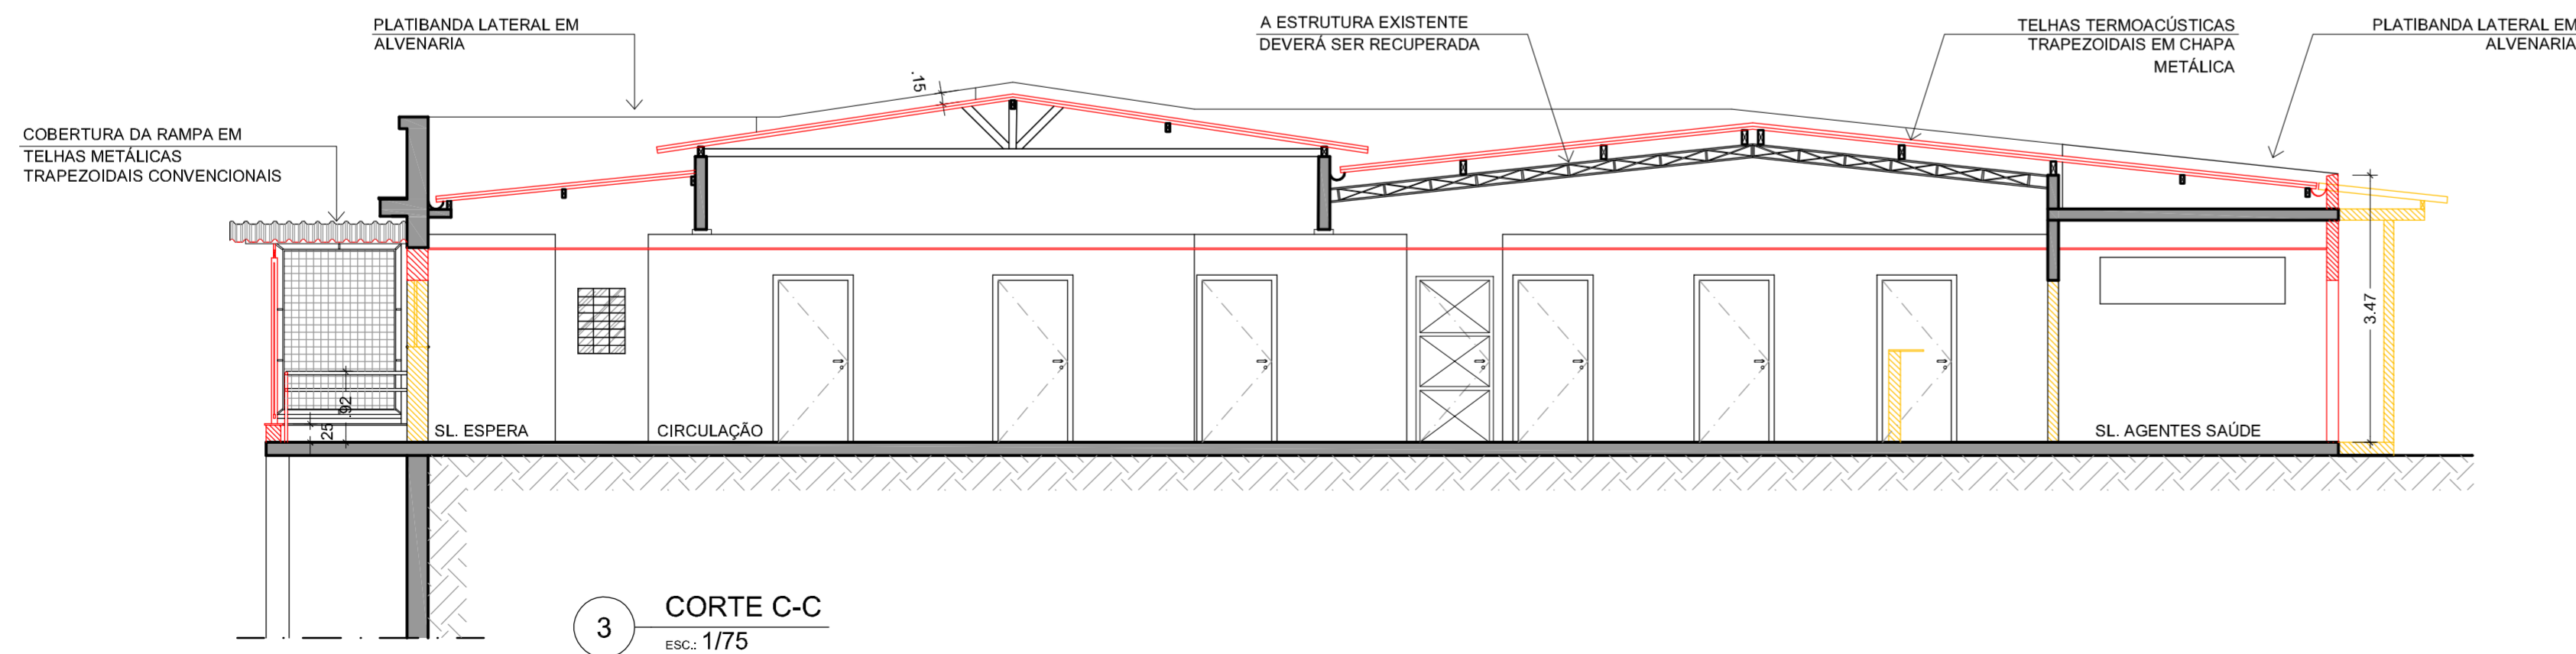 PLATIBANDA LATERAL EM
ALVENARIA
A ESTRUTURA EXISTENTE
DEVERÁ SER RECUPERADA
TELHAS TERMOACÚSTICAS
TRAPEZOIDAIS EM CHAPA
METÁLICA
PLATIBANDA LATERAL EM
ALVENARIA
.15
COBERTURA DA RAMPA EM
TELHAS METÁLICAS
TRAPEZOIDAIS CONVENCIONAIS
3.47
.92
.25
SL. ESPERA
CIRCULAÇÃO
SL. AGENTES SAÚDE
3
CORTE C-C
ESC.: 1/75